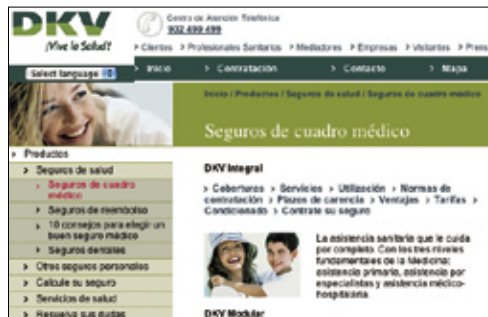 DKV
¡Vive la Salud!
Centro de Atención Telefónica
902 499 499
Clientes > Profesionales Sanitarios > Mediadores > Empresas > Visitantes > Prens
Select language
> Inicio > Contratación > Contacto > Mapa
Inicio / Productos / Seguros de salud / Seguros de cuadro médico
Seguros de cuadro médico
> Productos
> Seguros de salud
> Seguros de cuadro
médico
> Seguros de reembolso
> 10 consejos para elegir un
buen seguro médico
> Seguros dentales
> Otros seguros personales
> Calcule su seguro
> Servicios de salud
> Resuelva sus dudas
DKV Integral
> Coberturas > Servicios > Utilización > Normas de
contratación > Plazos de carencia > Ventajas > Tarifas >
Condicionado > Contrate su seguro
La asistencia sanitaria que le cuida
por completo. Con los tres niveles
fundamentales de la Medicina:
asistencia primaria, asistencia por
especialistas y asistencia médico-
hospitalaria.
DKV Modular